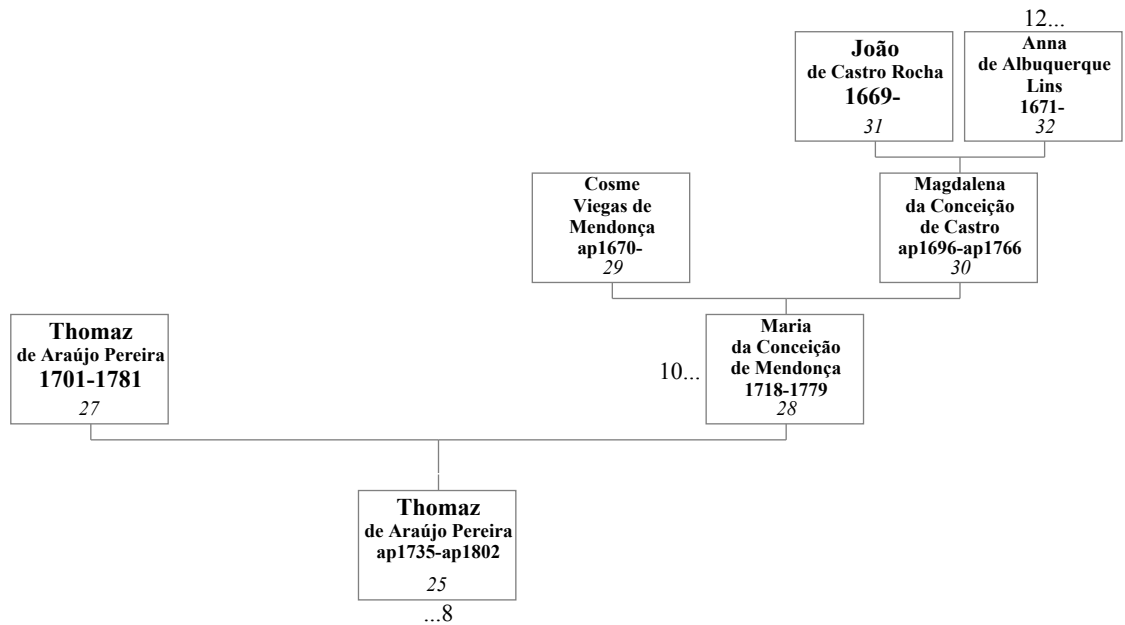 12...
João
de Castro Rocha
1669-
31
Anna
de Albuquerque
Lins
1671-
32
Cosme
Viegas de
Mendonça
ap1670-
29
Magdalena
da Conceição
de Castro
ap1696-ap1766
30
Thomaz
de Araújo Pereira
1701-1781
27
10...
Maria
da Conceição
de Mendonça
1718-1779
28
Thomaz
de Araújo Pereira
ap1735-ap1802
25
...8